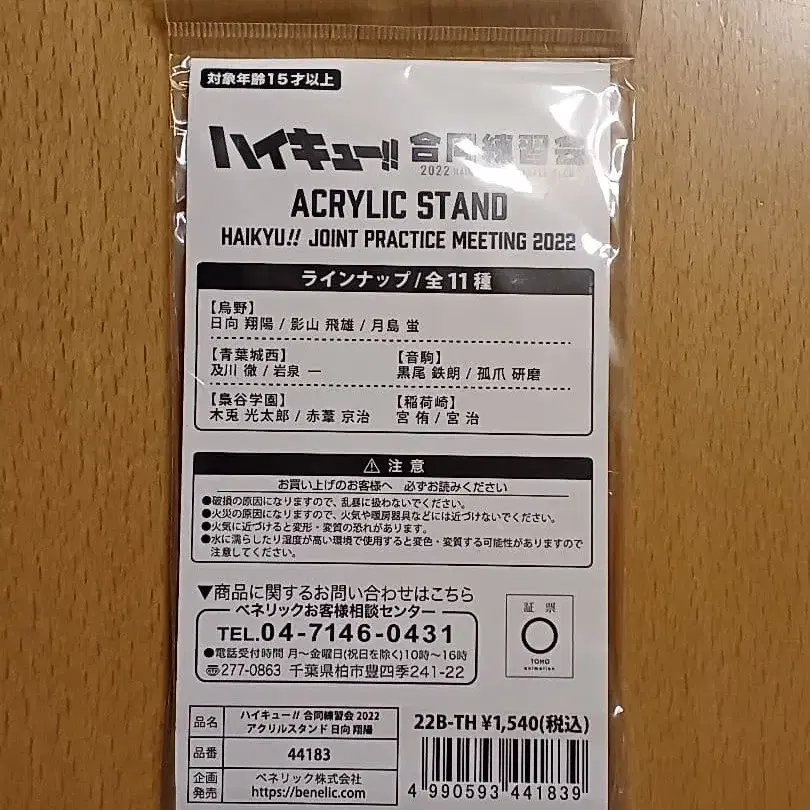 対象年齢15才以上
ハイキュー!! 合同練習会
2022
ACRYLIC STAND
HAIKYU!! JOINT PRACTICE MEETING 2022
ラインナップ/全11種
【烏野】
日向 翔陽 / 影山 飛雄 / 月島 蛍
【青葉城西】 【音駒】
及川 徹 / 岩泉 一 黒尾 鉄朗 / 孤爪 研磨
【梟谷学園】 【稲荷崎】
木兎 光太郎 / 赤葦 京治 宮 侑 / 宮 治
⚠ 注意
お買い上げのお客様へ 必ずお読みください
●破損の原因になりますので、乱暴に扱わないでください。
●火災の原因になりますので、火気や暖房器具などには近づけないでください。
●火気に近づけると変形・変質の恐れがあります。
●水に濡らしたり湿度が高い環境で使用すると変色・変質する可能性がありますので
注意してください。
▼商品に関するお問い合わせはこちら
ベネリックお客様相談センター
TEL.04-7146-0431
●電話受付時間 月〜金曜日(祝日を除く)10時〜16時
〠277-0863 千葉県柏市豊四季241-22
証票
TOHO
animation
品名 ハイキュー!! 合同練習会 2022
アクリルスタンド 日向 翔陽
品番 44183
企画
発売
ベネリック株式会社
https://benelic.com/
22B-TH ¥1,540(税込)
4 990593 441839